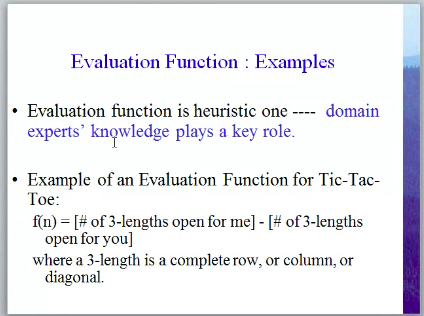 Evaluation Function : Examples
• Evaluation function is heuristic one ---- domain
experts' knowledge plays a key role.
• Example of an Evaluation Function for Tic-Tac-
Toe:
f(n) = [# of 3-lengths open for me] - [# of 3-lengths
open for you]
where a 3-length is a complete row, or column, or
diagonal.